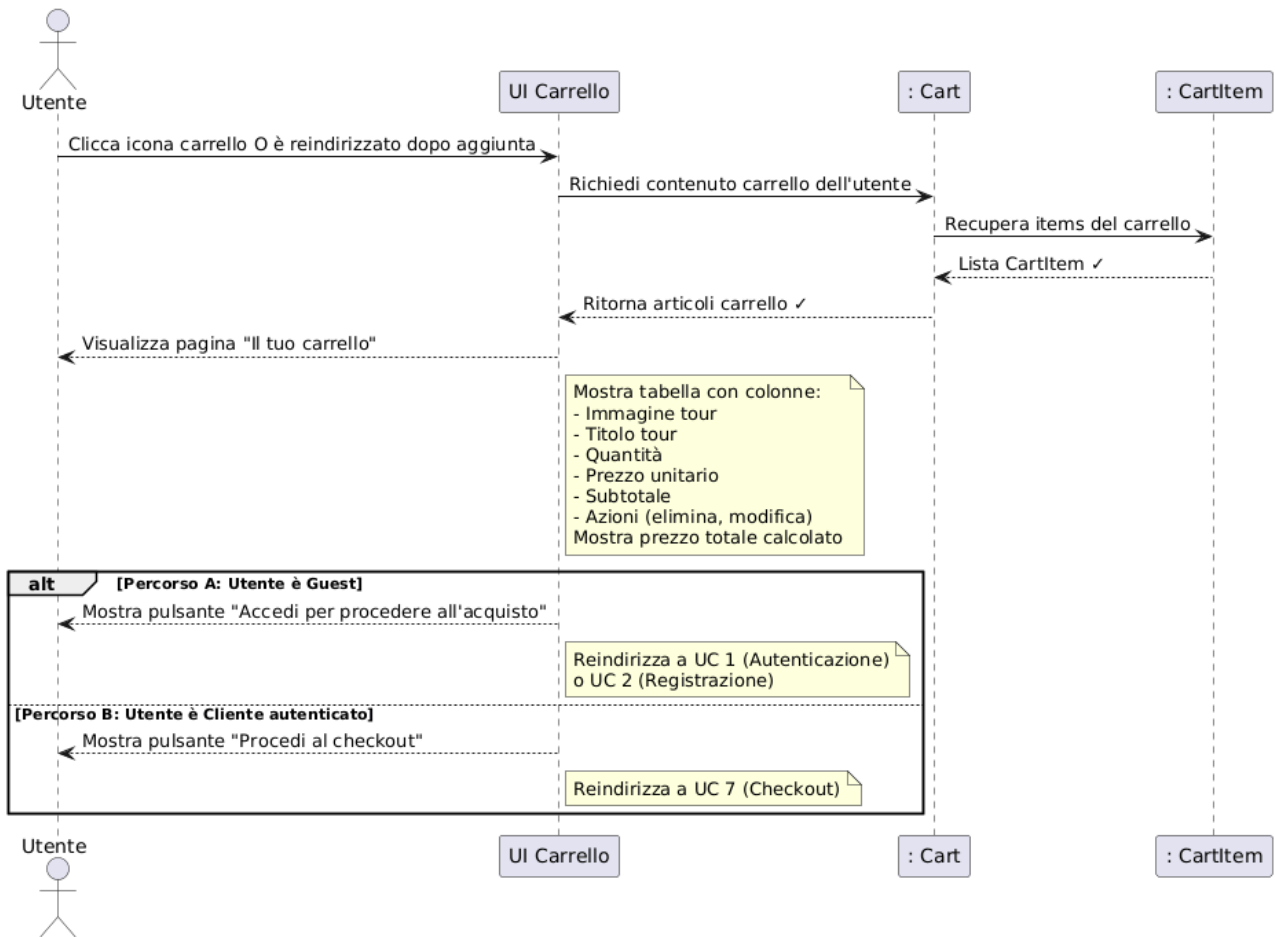 Utente
UI Carrello
: Cart
: CartItem
Clicca icona carrello O è reindirizzato dopo aggiunta
Richiedi contenuto carrello dell'utente
Recupera items del carrello
Lista CartItem ✓
Ritorna articoli carrello ✓
Visualizza pagina "Il tuo carrello"
Mostra tabella con colonne:
- Immagine tour
- Titolo tour
- Quantità
- Prezzo unitario
- Subtotale
- Azioni (elimina, modifica)
Mostra prezzo totale calcolato
alt
[Percorso A: Utente è Guest]
Mostra pulsante "Accedi per procedere all'acquisto"
Reindirizza a UC 1 (Autenticazione)
o UC 2 (Registrazione)
[Percorso B: Utente è Cliente autenticato]
Mostra pulsante "Procedi al checkout"
Reindirizza a UC 7 (Checkout)
Utente
UI Carrello
: Cart
: CartItem